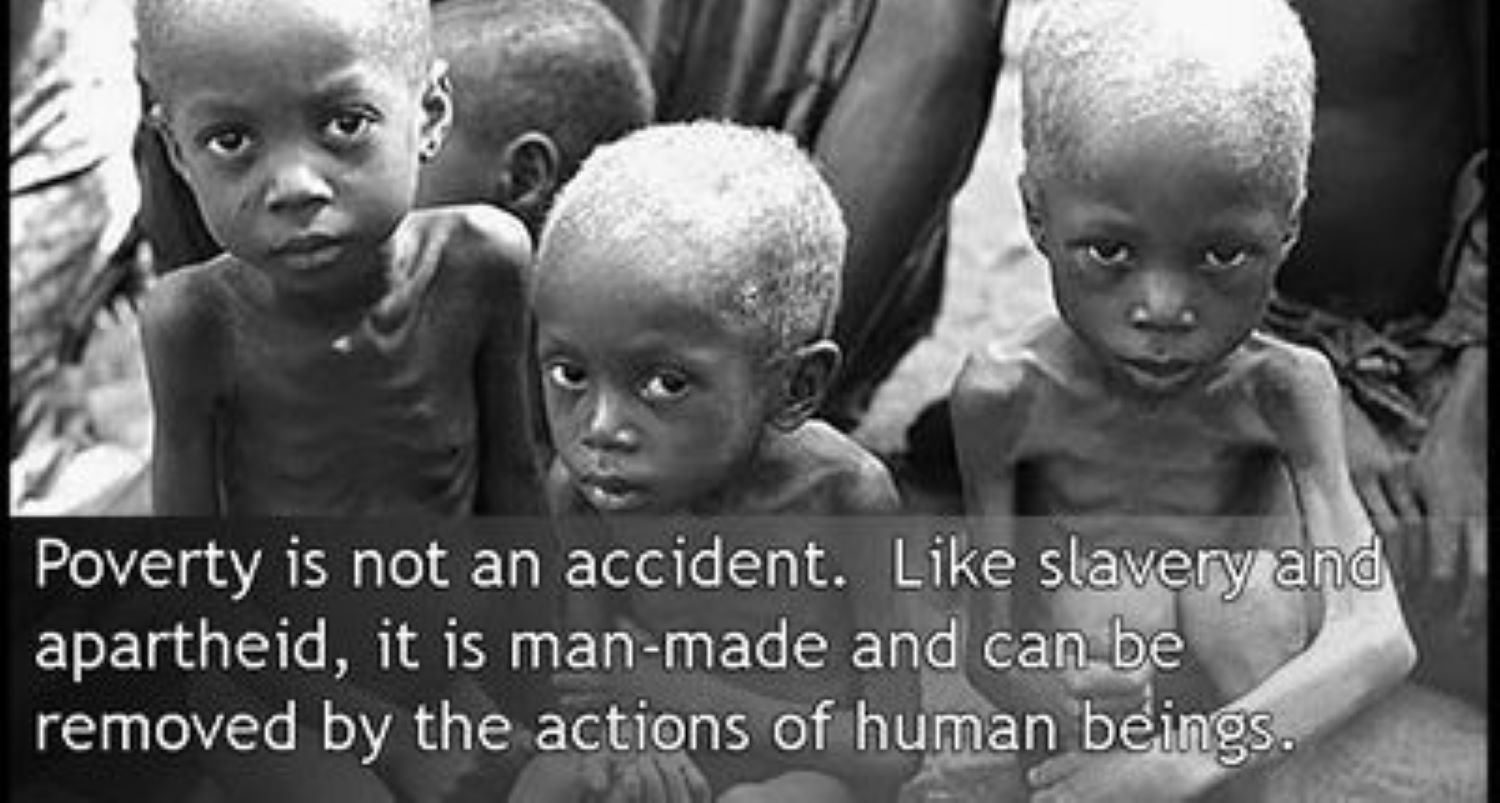 Poverty is not an accident.  Like slavery and
apartheid, it is man-made and can be
removed by the actions of human beings.